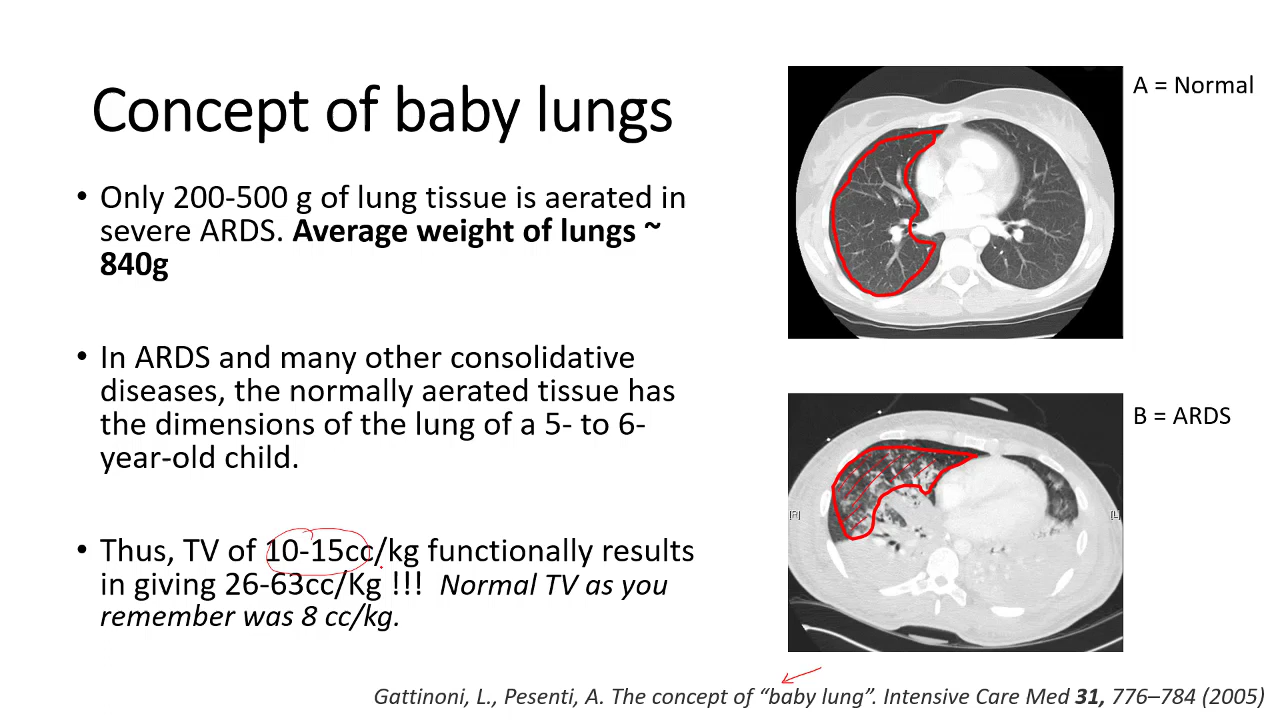 Concept of baby lungs
• Only 200-500 g of lung tissue is aerated in
severe ARDS. Average weight of lungs ~
840g
• In ARDS and many other consolidative
diseases, the normally aerated tissue has
the dimensions of the lung of a 5- to 6-
year-old child.
• Thus, TV of 10-15cc/kg functionally results
in giving 26-63cc/Kg !!! Normal TV as you
remember was 8 cc/kg.
A = Normal
B = ARDS
[R]
[L]
Gattinoni, L., Pesenti, A. The concept of “baby lung”. Intensive Care Med 31, 776–784 (2005)